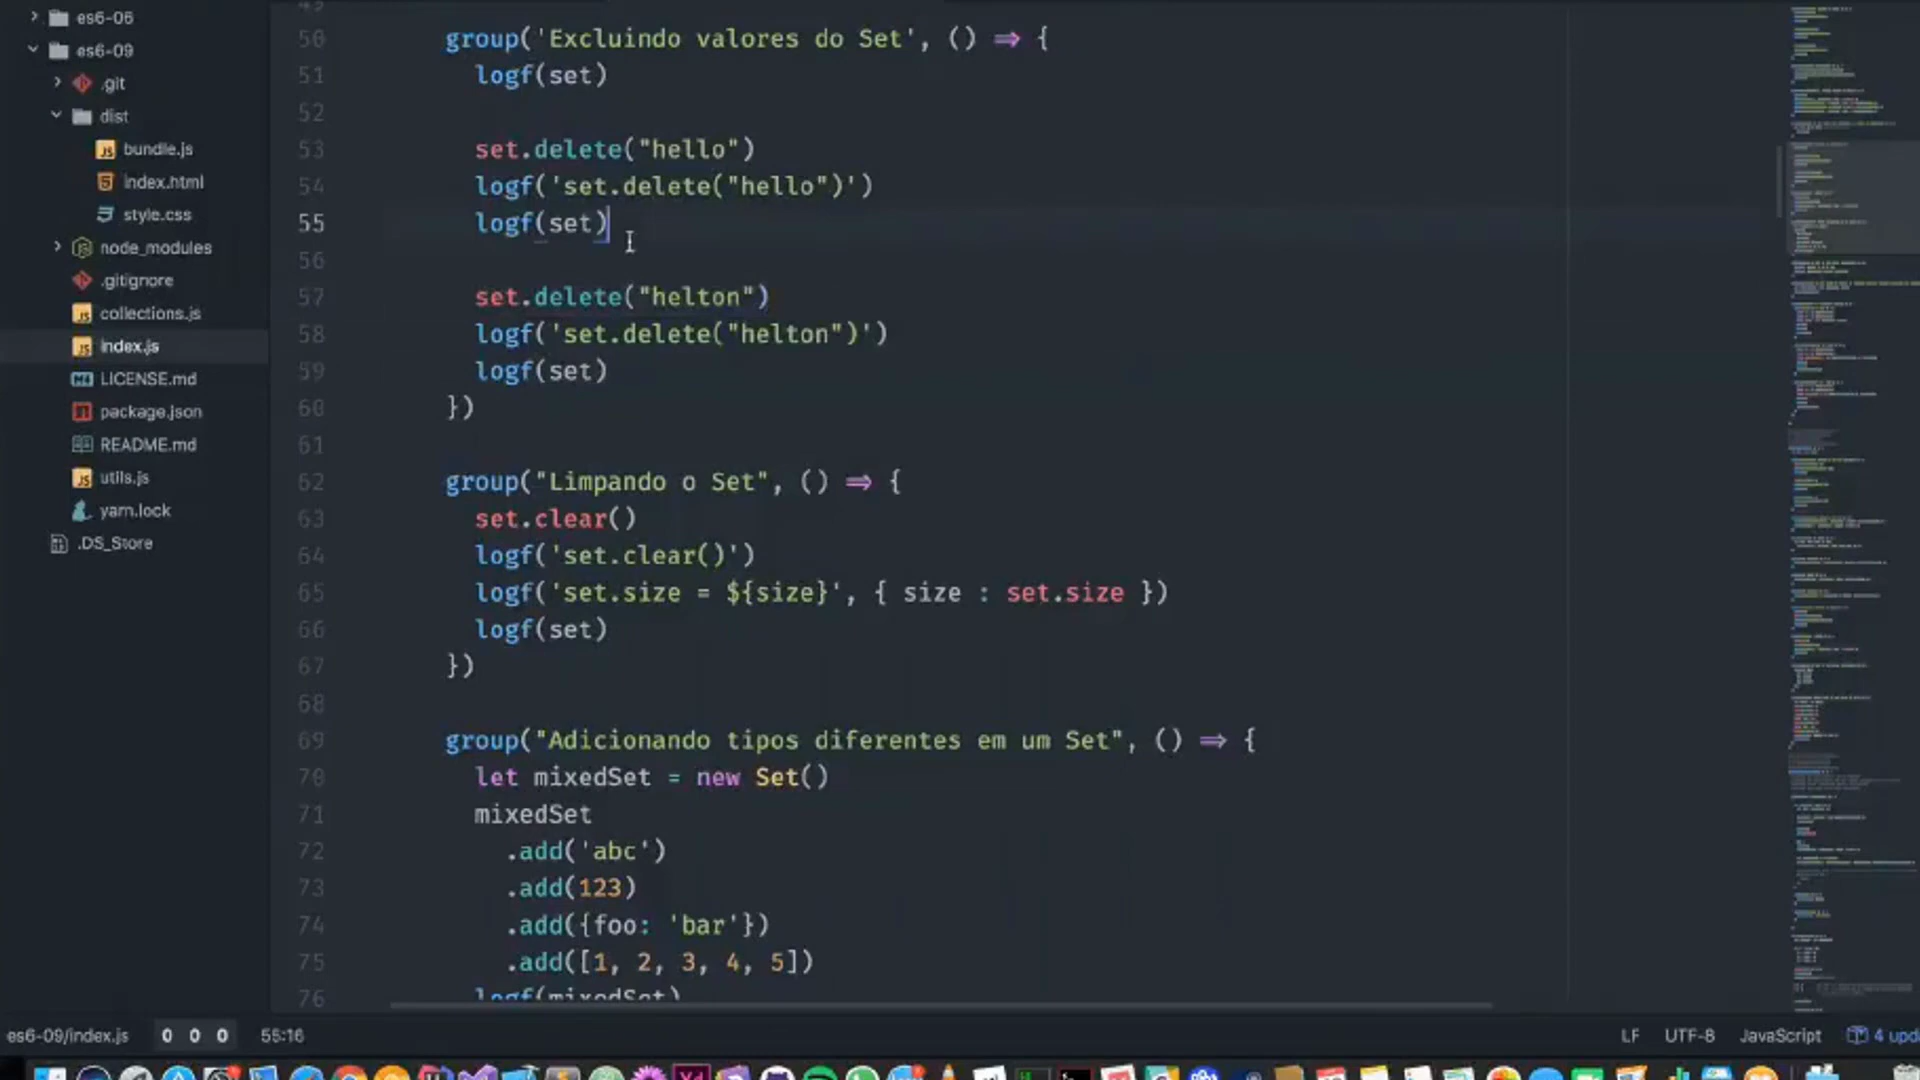 es6-06
es6-09
.git
dist
bundle.js
index.html
style.css
node_modules
.gitignore
collections.js
index.js
LICENSE.md
package.json
README.md
utils.js
yarn.lock
.DS_Store
49
50 group('Excluindo valores do Set', () => {
51 logf(set)
52
53 set.delete("hello")
54 logf('set.delete("hello")')
55 logf(set)
56
57 set.delete("helton")
58 logf('set.delete("helton")')
59 logf(set)
60 })
61
62 group("Limpando o Set", () => {
63 set.clear()
64 logf('set.clear()')
65 logf('set.size = ${size}', { size : set.size })
66 logf(set)
67 })
68
69 group("Adicionando tipos diferentes em um Set", () => {
70 let mixedSet = new Set()
71 mixedSet
72 .add('abc')
73 .add(123)
74 .add({foo: 'bar'})
75 .add([1, 2, 3, 4, 5])
76 logf(mixedSet)
es6-09/index.js 0 0 0 55:16 LF UTF-8 JavaScript 4 upd